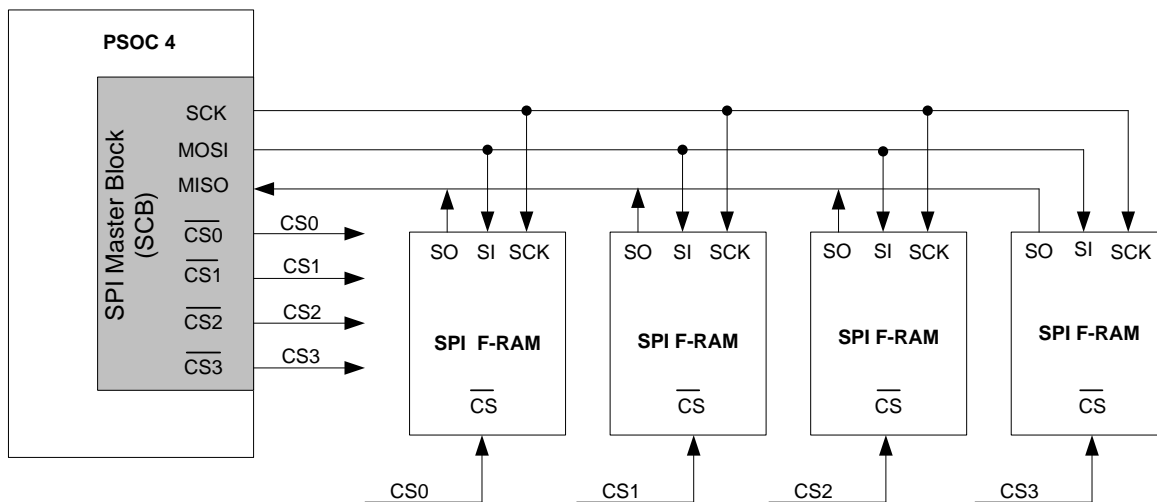 PSOC 4
SPI Master Block
(SCB)
SCK
MOSI
MISO
CS0
CS1
CS2
CS3
CS0
CS1
CS2
CS3
SO SI SCK
SPI F-RAM
CS
CS0
SO SI SCK
SPI F-RAM
CS
CS1
SO SI SCK
SPI F-RAM
CS
CS2
SO SI SCK
SPI F-RAM
CS
CS3